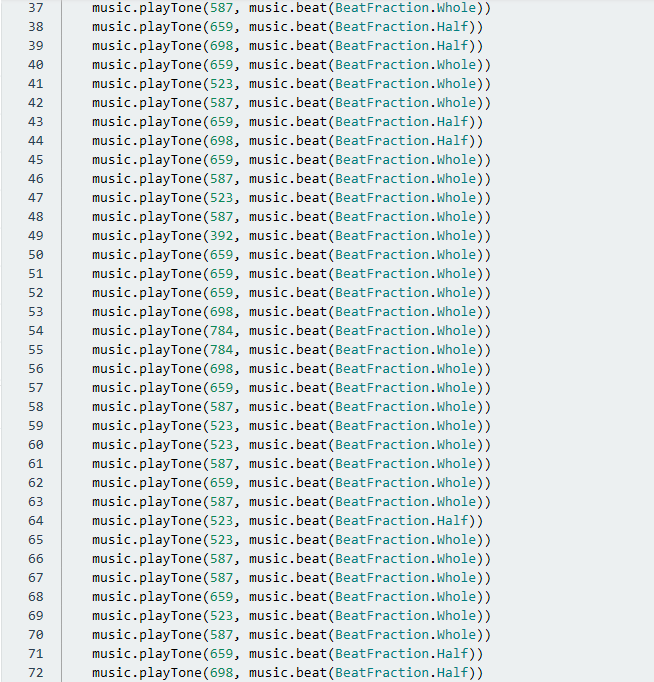 37 music.playTone(587, music.beat(BeatFraction.Whole))
38 music.playTone(659, music.beat(BeatFraction.Half))
39 music.playTone(698, music.beat(BeatFraction.Half))
40 music.playTone(659, music.beat(BeatFraction.Whole))
41 music.playTone(523, music.beat(BeatFraction.Whole))
42 music.playTone(587, music.beat(BeatFraction.Whole))
43 music.playTone(659, music.beat(BeatFraction.Half))
44 music.playTone(698, music.beat(BeatFraction.Half))
45 music.playTone(659, music.beat(BeatFraction.Whole))
46 music.playTone(587, music.beat(BeatFraction.Whole))
47 music.playTone(523, music.beat(BeatFraction.Whole))
48 music.playTone(587, music.beat(BeatFraction.Whole))
49 music.playTone(392, music.beat(BeatFraction.Whole))
50 music.playTone(659, music.beat(BeatFraction.Whole))
51 music.playTone(659, music.beat(BeatFraction.Whole))
52 music.playTone(659, music.beat(BeatFraction.Whole))
53 music.playTone(698, music.beat(BeatFraction.Whole))
54 music.playTone(784, music.beat(BeatFraction.Whole))
55 music.playTone(784, music.beat(BeatFraction.Whole))
56 music.playTone(698, music.beat(BeatFraction.Whole))
57 music.playTone(659, music.beat(BeatFraction.Whole))
58 music.playTone(587, music.beat(BeatFraction.Whole))
59 music.playTone(523, music.beat(BeatFraction.Whole))
60 music.playTone(523, music.beat(BeatFraction.Whole))
61 music.playTone(587, music.beat(BeatFraction.Whole))
62 music.playTone(659, music.beat(BeatFraction.Whole))
63 music.playTone(587, music.beat(BeatFraction.Whole))
64 music.playTone(523, music.beat(BeatFraction.Half))
65 music.playTone(523, music.beat(BeatFraction.Whole))
66 music.playTone(587, music.beat(BeatFraction.Whole))
67 music.playTone(587, music.beat(BeatFraction.Whole))
68 music.playTone(659, music.beat(BeatFraction.Whole))
69 music.playTone(523, music.beat(BeatFraction.Whole))
70 music.playTone(587, music.beat(BeatFraction.Whole))
71 music.playTone(659, music.beat(BeatFraction.Half))
72 music.playTone(698, music.beat(BeatFraction.Half))